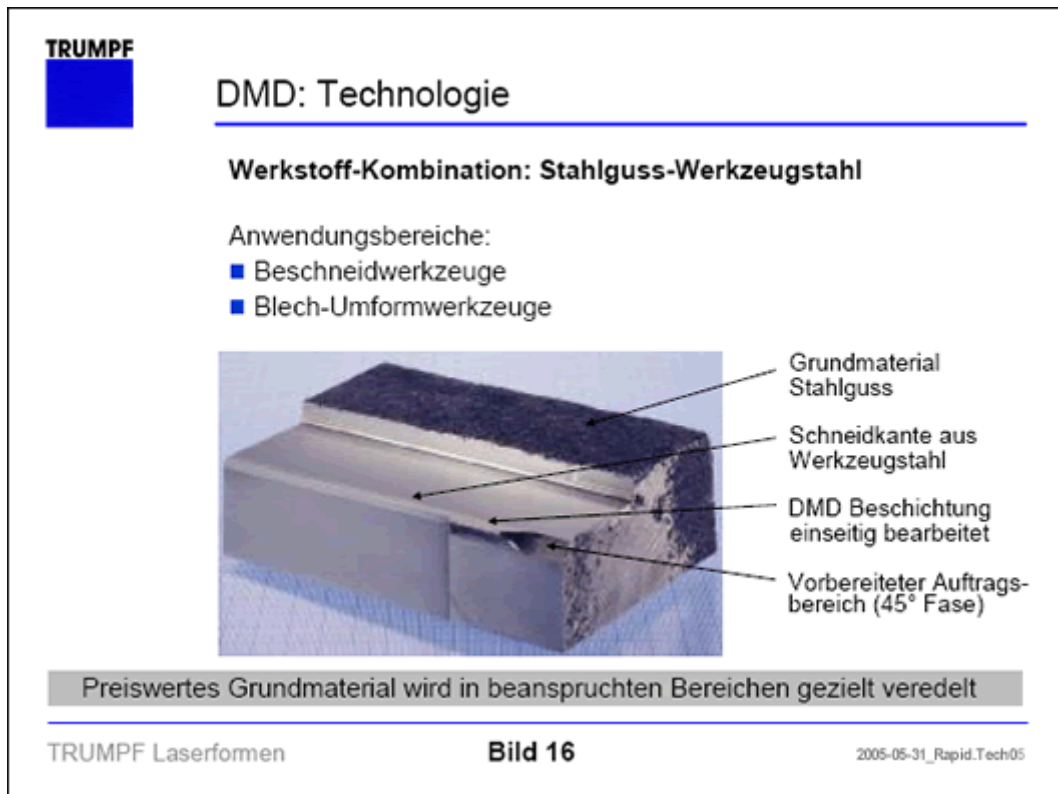 TRUMPF
DMD: Technologie
Werkstoff-Kombination: Stahlguss-Werkzeugstahl
Anwendungsbereiche:
Beschneidwerkzeuge
Blech-Umformwerkzeuge
Grundmaterial
Stahlguss
Schneidkante aus
Werkzeugstahl
DMD Beschichtung
einseitig bearbeitet
Vorbereiteter Auftrags-
bereich (45° Fase)
Preiswertes Grundmaterial wird in beanspruchten Bereichen gezielt veredelt
TRUMPF Laserformen
Bild 16
2005-05-31_Rapid.Tech05